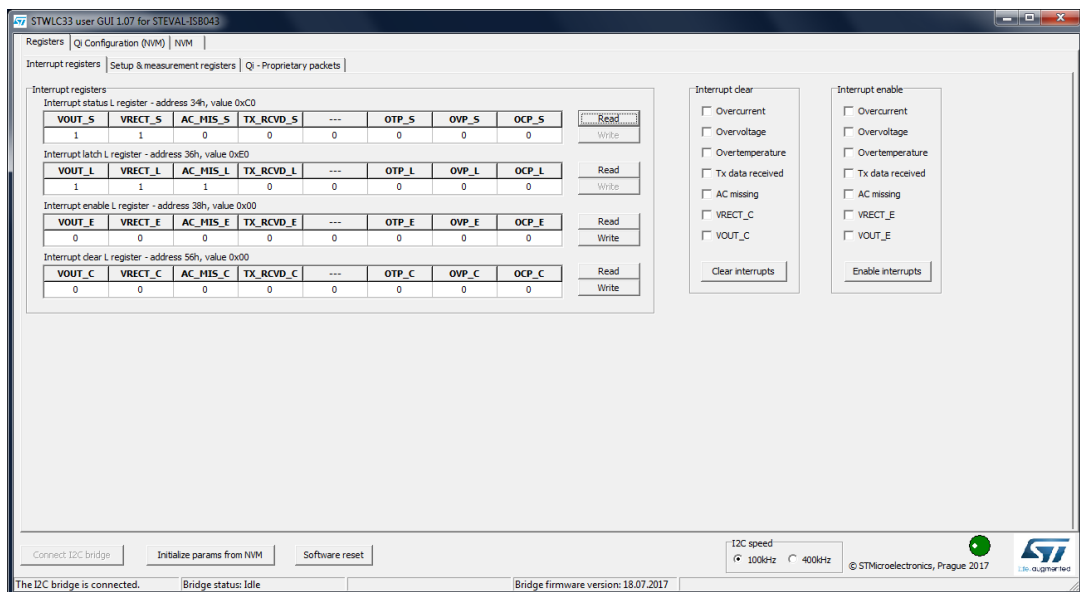 STWLC33 user GUI 1.07 for STEVAL-ISB043
Registers Qi Configuration (NVM) NVM
Interrupt registers Setup & measurement registers Qi - Proprietary packets
Interrupt registers
Interrupt status L register - address 34h, value 0xC0
VOUT_S VRECT_S AC_MIS_S TX_RCVD_S --- OTP_S OVP_S OCP_S Read
1 1 0 0 0 0 0 0 Write
Interrupt latch L register - address 36h, value 0xE0
VOUT_L VRECT_L AC_MIS_L TX_RCVD_L --- OTP_L OVP_L OCP_L Read
1 1 1 0 0 0 0 0 Write
Interrupt enable L register - address 38h, value 0x00
VOUT_E VRECT_E AC_MIS_E TX_RCVD_E --- OTP_E OVP_E OCP_E Read
0 0 0 0 0 0 0 0 Write
Interrupt clear L register - address 56h, value 0x00
VOUT_C VRECT_C AC_MIS_C TX_RCVD_C --- OTP_C OVP_C OCP_C Read
0 0 0 0 0 0 0 0 Write
Interrupt clear
Overcurrent
Overvoltage
Overtemperature
Tx data received
AC missing
VRECT_C
VOUT_C
Clear interrupts
Interrupt enable
Overcurrent
Overvoltage
Overtemperature
Tx data received
AC missing
VRECT_E
VOUT_E
Enable interrupts
Connect I2C bridge Initialize params from NVM Software reset
I2C speed
100kHz 400kHz
© STMicroelectronics, Prague 2017
ST
life.augmented
The I2C bridge is connected. Bridge status: Idle Bridge firmware version: 18.07.2017